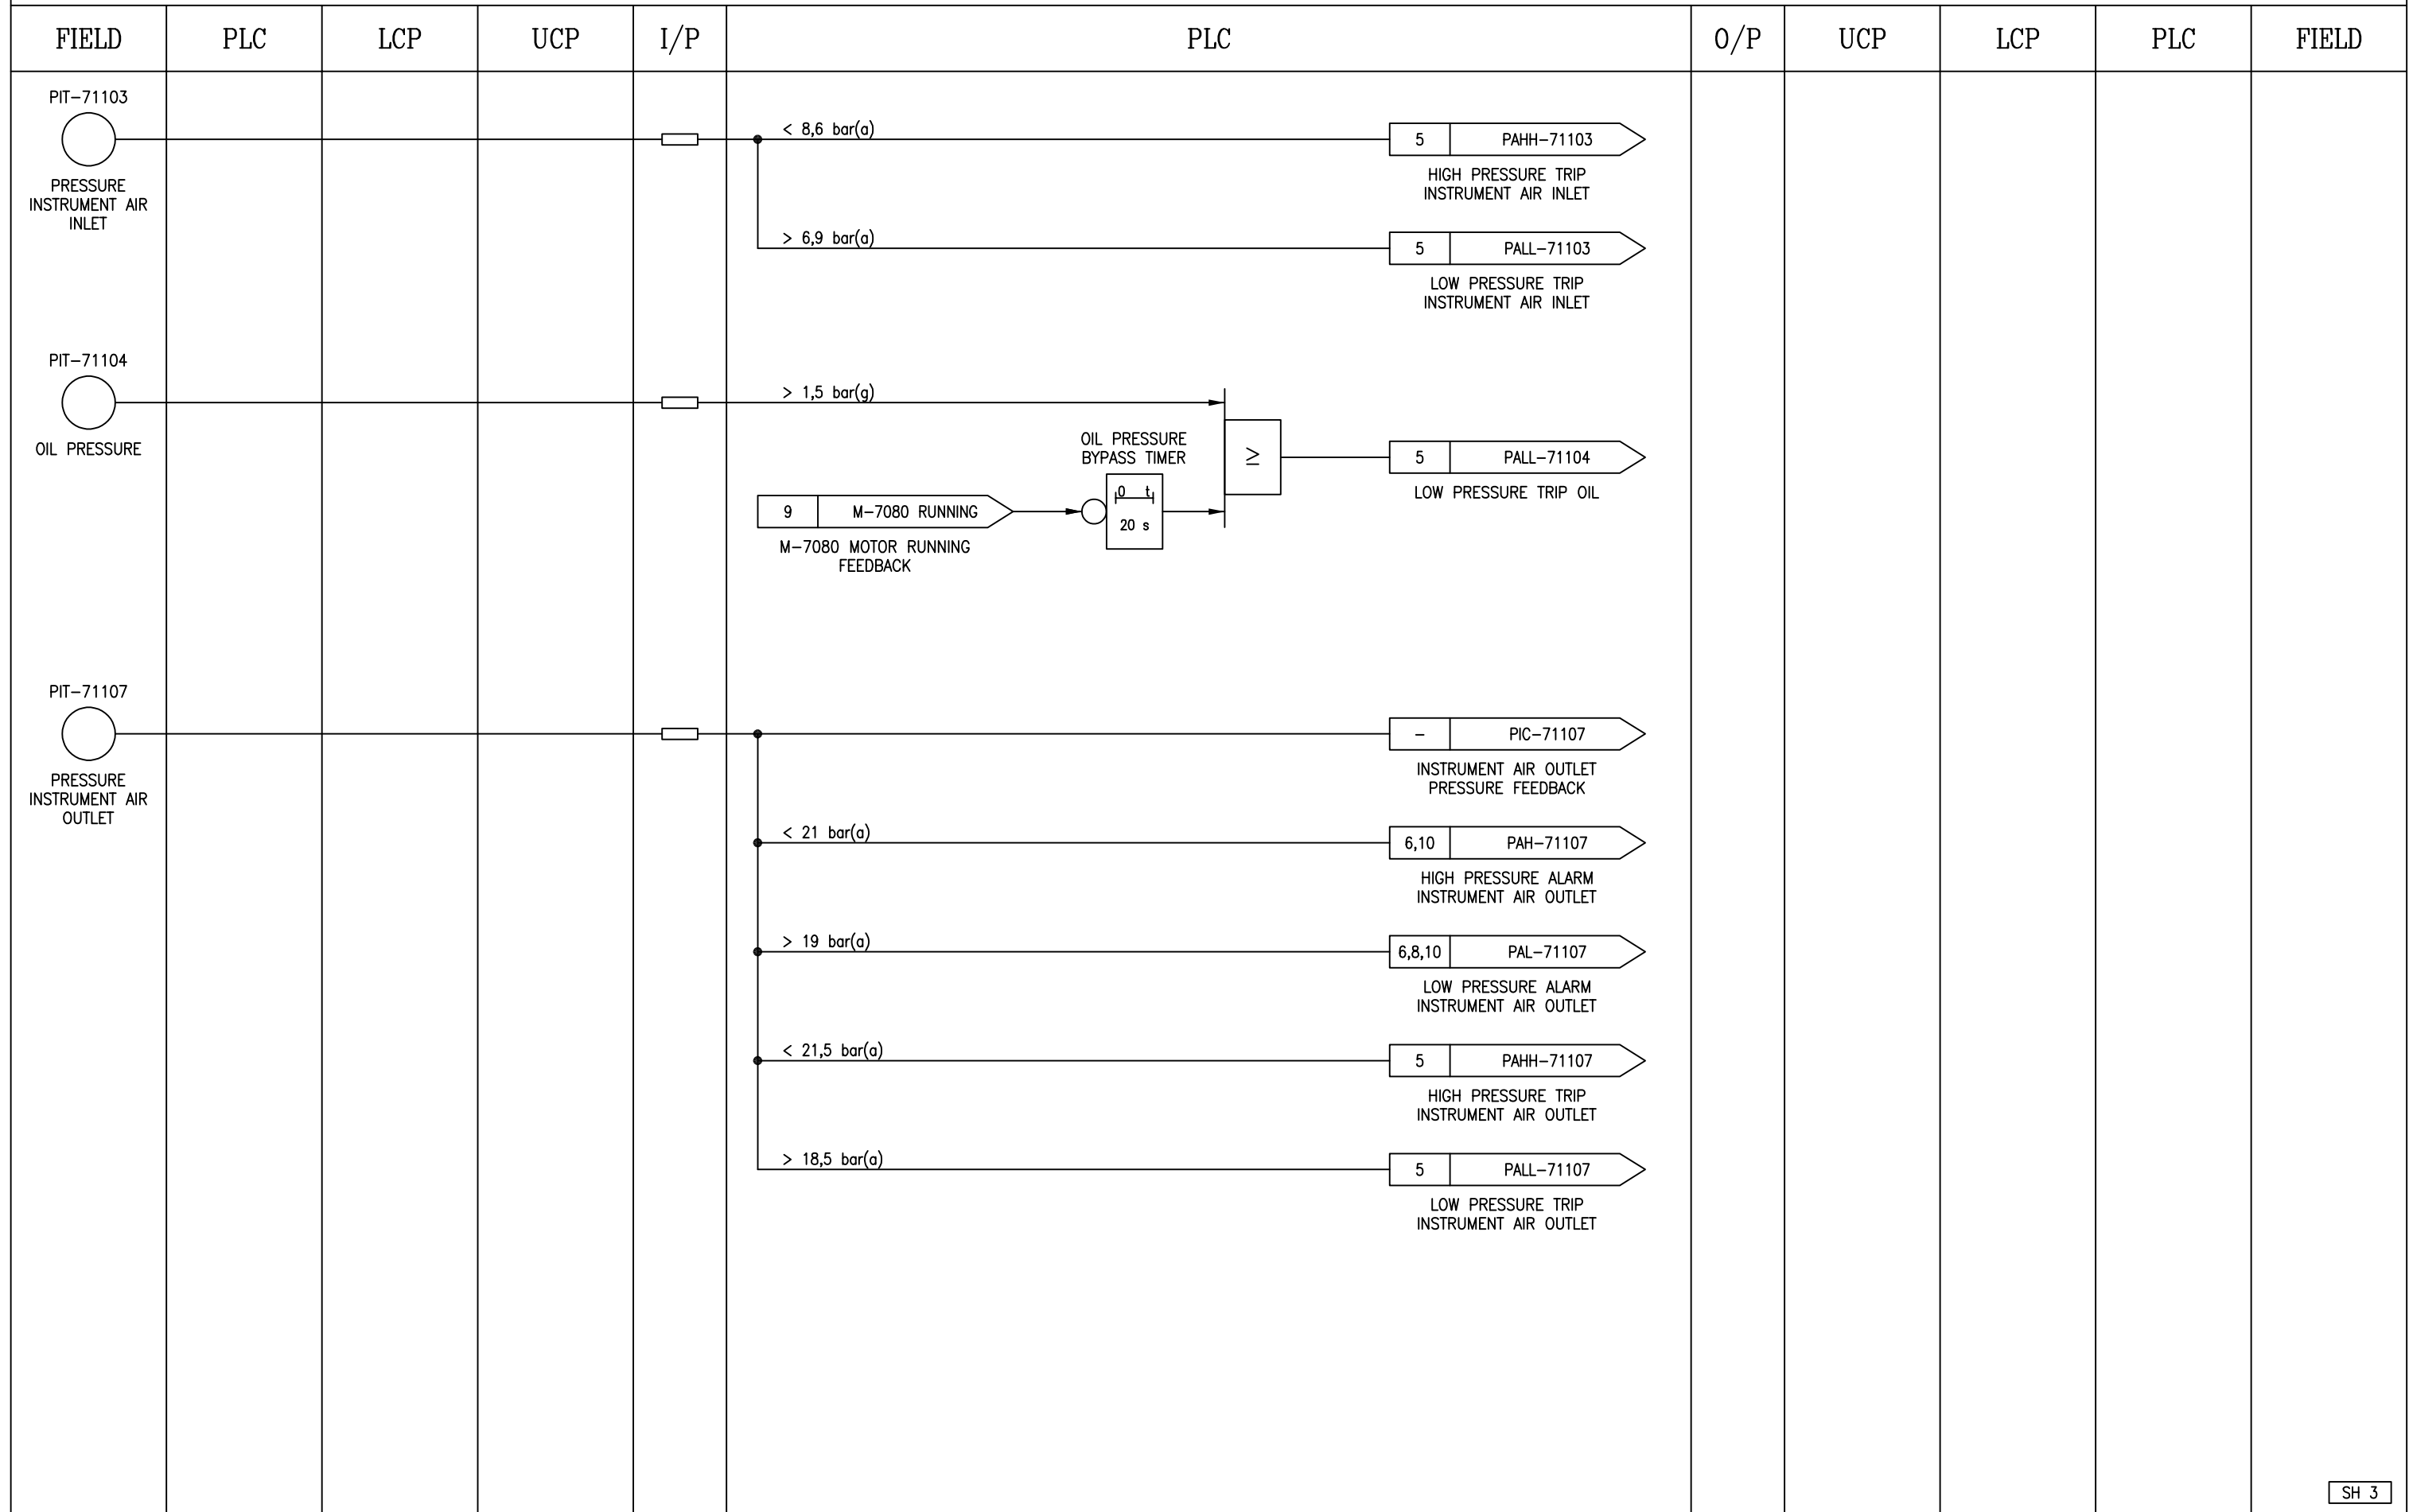 FIELD
PLC
LCP
UCP
I/P
PLC
O/P
UCP
LCP
PLC
FIELD
PIT-71103
PRESSURE
INSTRUMENT AIR
INLET
< 8,6 bar(a)
5 PAHH-71103
HIGH PRESSURE TRIP
INSTRUMENT AIR INLET
> 6,9 bar(a)
5 PALL-71103
LOW PRESSURE TRIP
INSTRUMENT AIR INLET
PIT-71104
OIL PRESSURE
> 1,5 bar(g)
OIL PRESSURE
BYPASS TIMER
0 t
20 s
≥
9 M-7080 RUNNING
M-7080 MOTOR RUNNING
FEEDBACK
5 PALL-71104
LOW PRESSURE TRIP OIL
PIT-71107
PRESSURE
INSTRUMENT AIR
OUTLET
- PIC-71107
INSTRUMENT AIR OUTLET
PRESSURE FEEDBACK
< 21 bar(a)
6,10 PAH-71107
HIGH PRESSURE ALARM
INSTRUMENT AIR OUTLET
> 19 bar(a)
6,8,10 PAL-71107
LOW PRESSURE ALARM
INSTRUMENT AIR OUTLET
< 21,5 bar(a)
5 PAHH-71107
HIGH PRESSURE TRIP
INSTRUMENT AIR OUTLET
> 18,5 bar(a)
5 PALL-71107
LOW PRESSURE TRIP
INSTRUMENT AIR OUTLET
SH 3